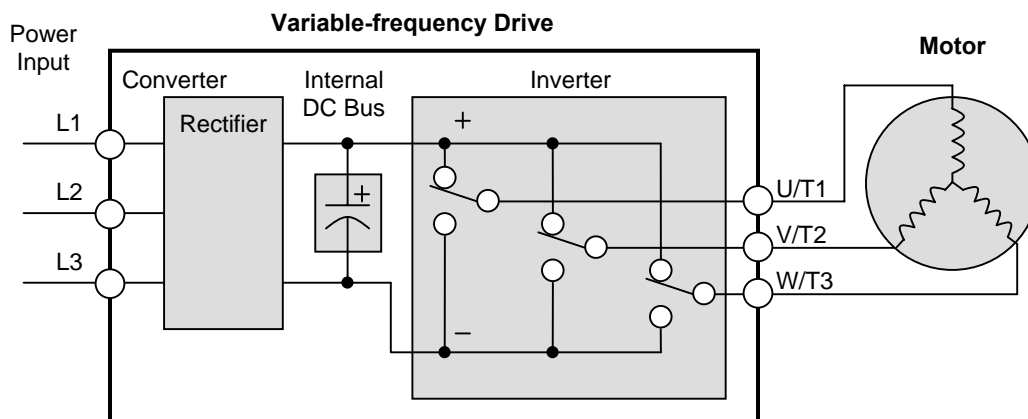 Variable-frequency Drive
Power
Input
Motor
Converter
Internal
DC Bus
Inverter
Rectifier
L1
L2
L3
+
+
–
U/T1
V/T2
W/T3